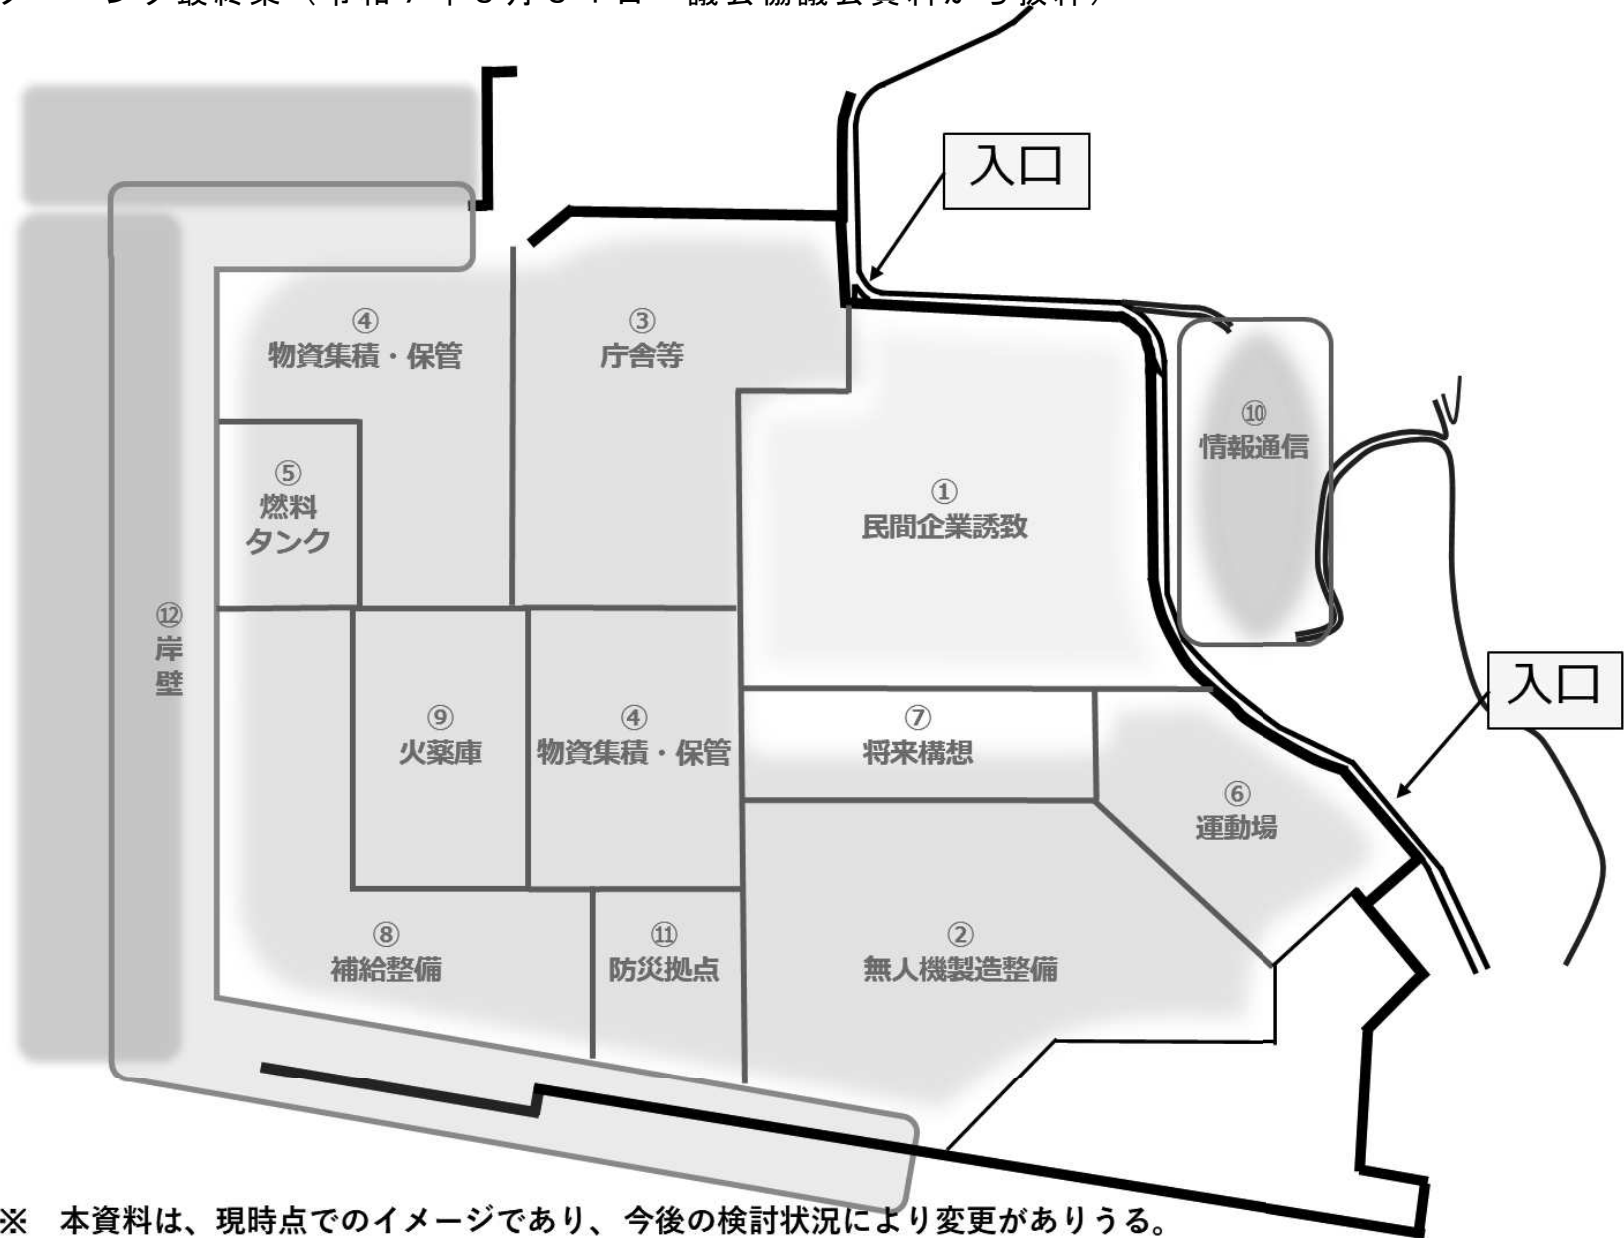 入口
④
物資集積・保管
③
庁舎等
⑩
情報通信
⑤
燃料
タンク
①
民間企業誘致
⑫
岸
壁
入口
⑨
火薬庫
④
物資集積・保管
⑦
将来構想
⑥
運動場
⑧
補給整備
⑪
防災拠点
②
無人機製造整備
※　本資料は、現時点でのイメージであり、今後の検討状況により変更がありうる。